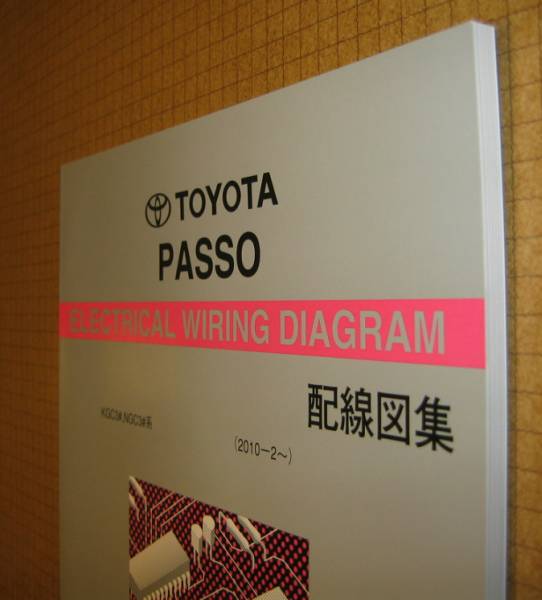 TOYOTA
PASSO
ELECTRICAL WIRING DIAGRAM
配線図集
KGC3#,NGC3#系
(2010-2〜)